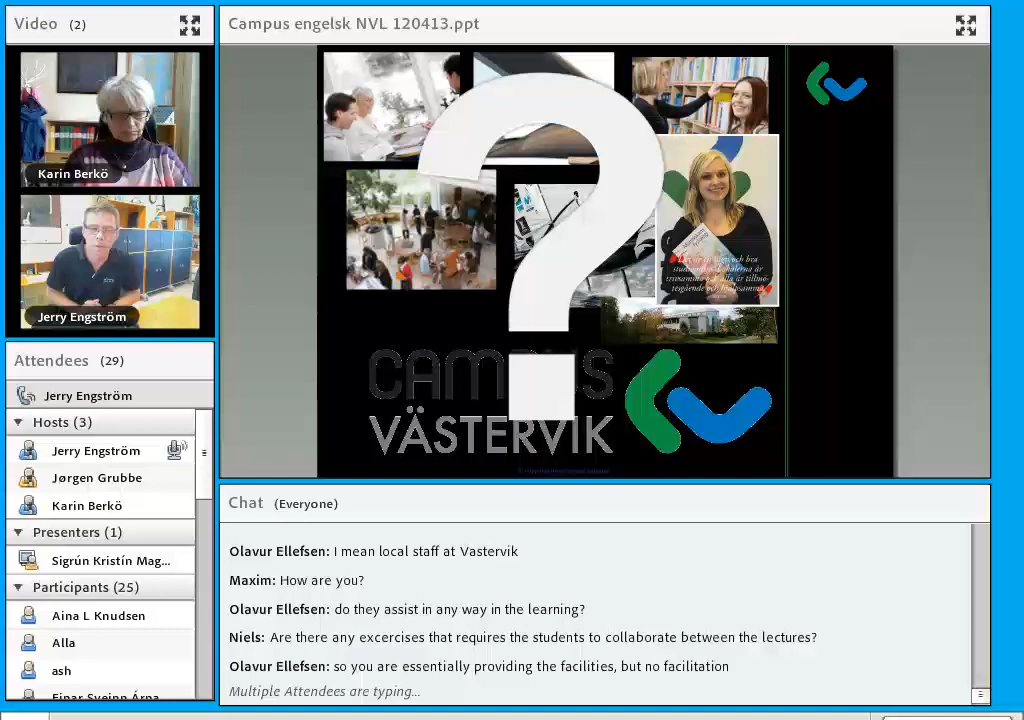 Video (2)
Karin Berkö
Jerry Engström
Attendees (29)
Jerry Engström
Hosts (3)
Jerry Engström
Jørgen Grubbe
Karin Berkö
Presenters (1)
Sigrún Kristín Mag...
Participants (25)
Aina L Knudsen
Alla
ash
Einar Sveinn Árna
Campus engelsk NVL 120413.ppt
CAMPUS
VÄSTERVIK
Chat (Everyone)
Olavur Ellefsen: I mean local staff at Vastervik
Maxim: How are you?
Olavur Ellefsen: do they assist in any way in the learning?
Niels: Are there any excercises that requires the students to collaborate between the lectures?
Olavur Ellefsen: so you are essentially providing the facilities, but no facilitation
Multiple Attendees are typing...